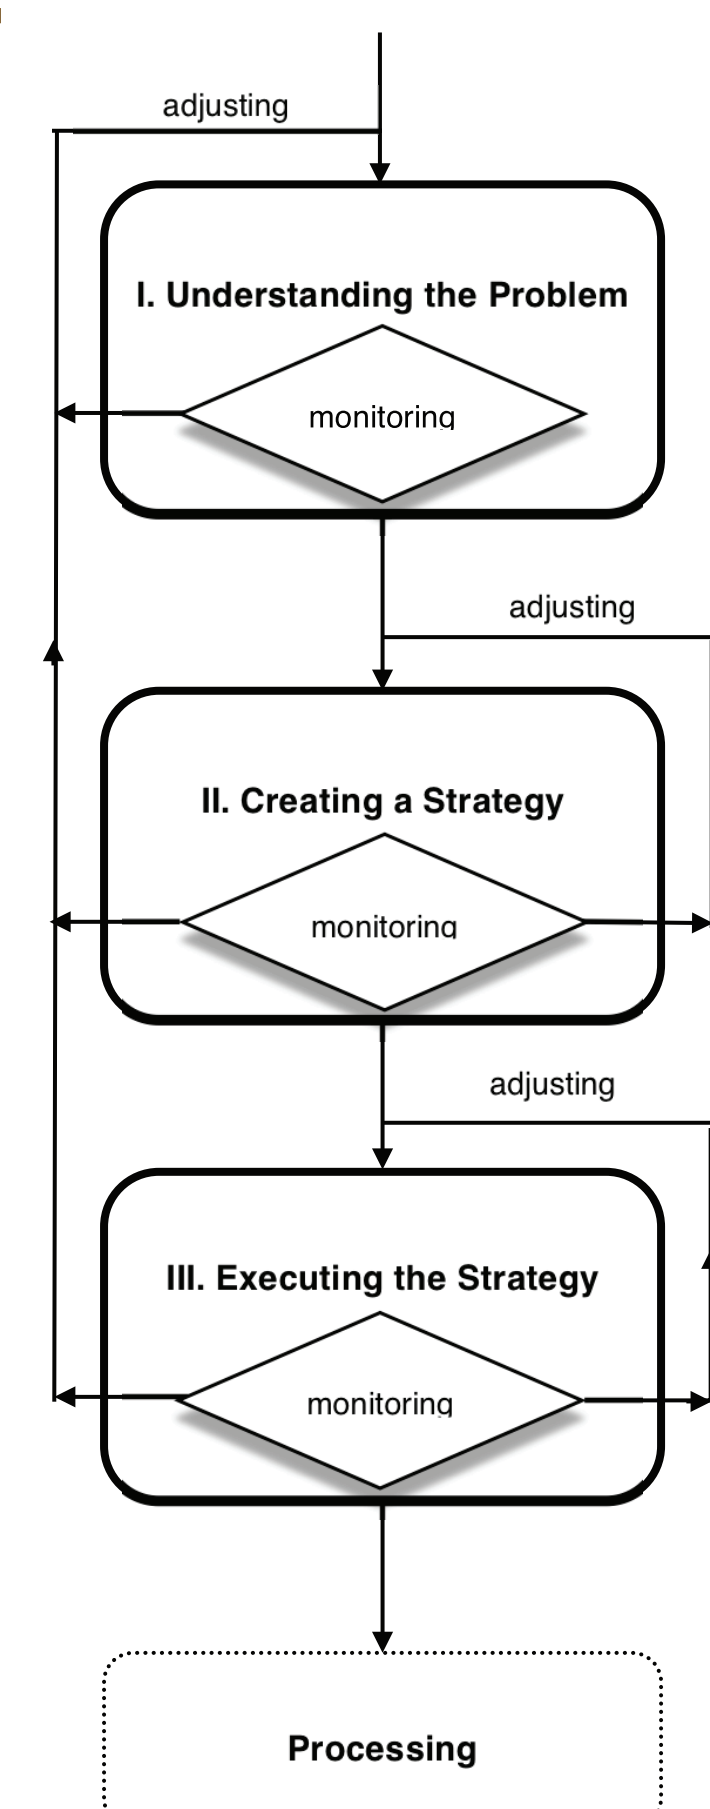 adjusting
I. Understanding the Problem
monitoring
adjusting
II. Creating a Strategy
monitoring
adjusting
III. Executing the Strategy
monitoring
Processing